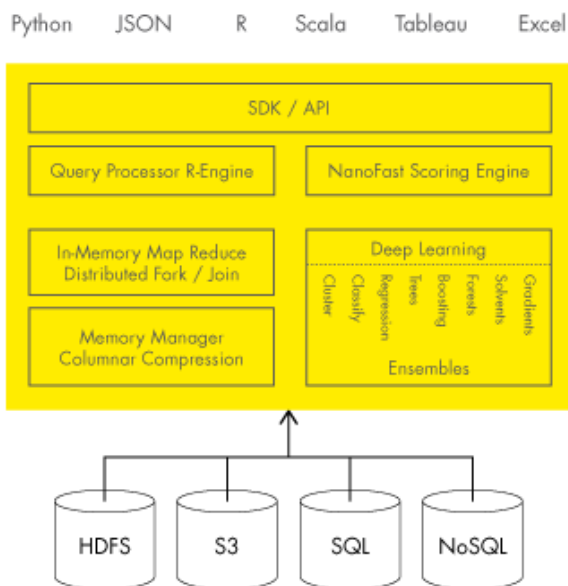 Python JSON R Scala Tableau Excel
SDK / API
Query Processor R-Engine
NanoFast Scoring Engine
In-Memory Map Reduce
Distributed Fork / Join
Memory Manager
Columnar Compression
Deep Learning
Cluster
Classify
Regression
Trees
Boosting
Forests
Solvents
Gradients
Ensembles
HDFS S3 SQL NoSQL